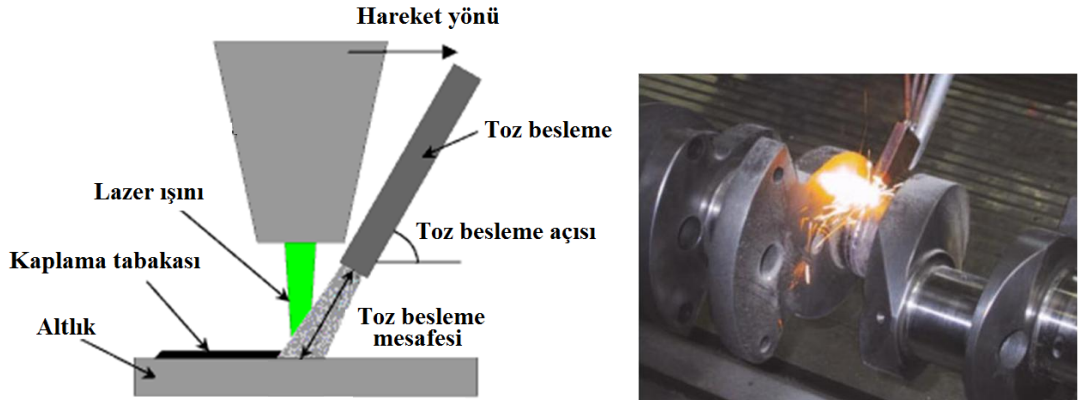 Hareket yönü
Toz besleme
Lazer ışını
Toz besleme açısı
Kaplama tabakası
Toz besleme
mesafesi
Altlık